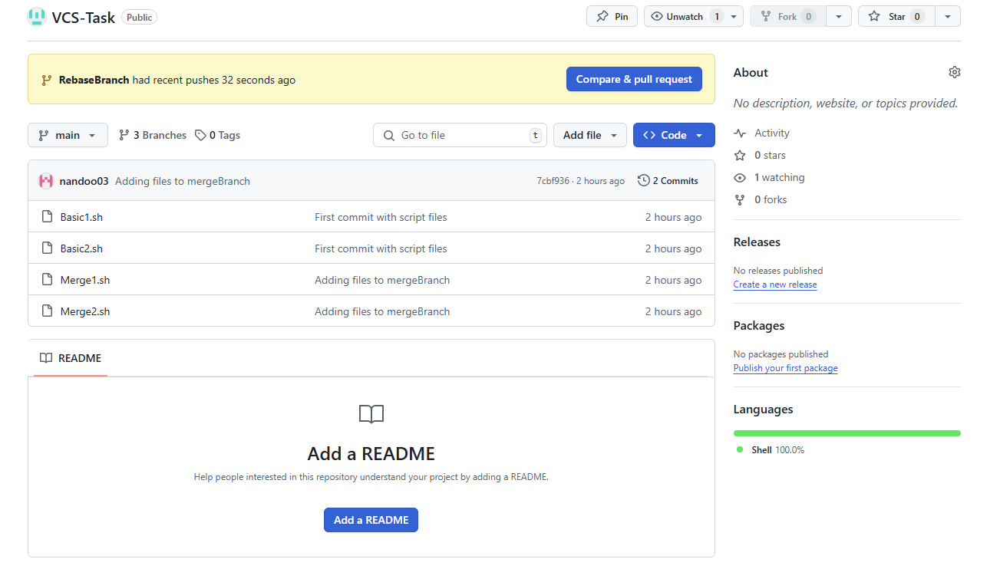 VCS-Task Public Pin Unwatch 1 Fork 0 Star 0
RebaseBranch had recent pushes 32 seconds ago Compare & pull request
main 3 Branches 0 Tags Go to file t Add file Code
nandoo03 Adding files to mergeBranch 7cbf936 · 2 hours ago 2 Commits
Basic1.sh First commit with script files 2 hours ago
Basic2.sh First commit with script files 2 hours ago
Merge1.sh Adding files to mergeBranch 2 hours ago
Merge2.sh Adding files to mergeBranch 2 hours ago
README
Add a README
Help people interested in this repository understand your project by adding a README.
Add a README
About
No description, website, or topics provided.
Activity
0 stars
1 watching
0 forks
Releases
No releases published
Create a new release
Packages
No packages published
Publish your first package
Languages
Shell 100.0%